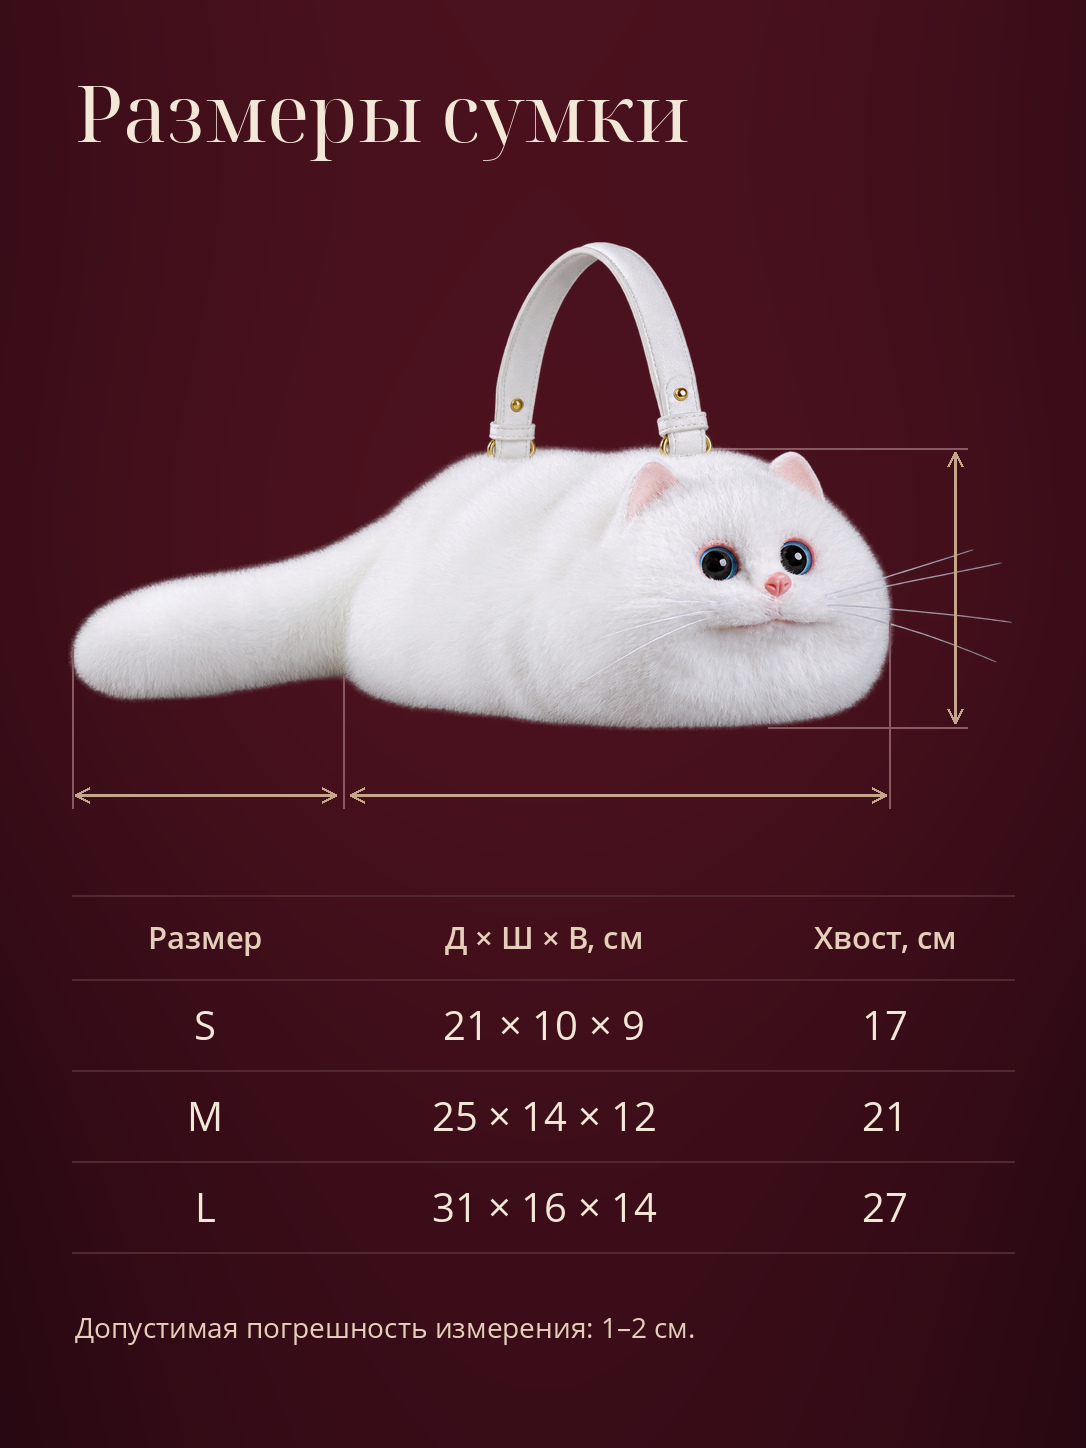 Размеры сумки
Размер Д × Ш × В, см Хвост, см
S 21 × 10 × 9 17
M 25 × 14 × 12 21
L 31 × 16 × 14 27
Допустимая погрешность измерения: 1–2 см.